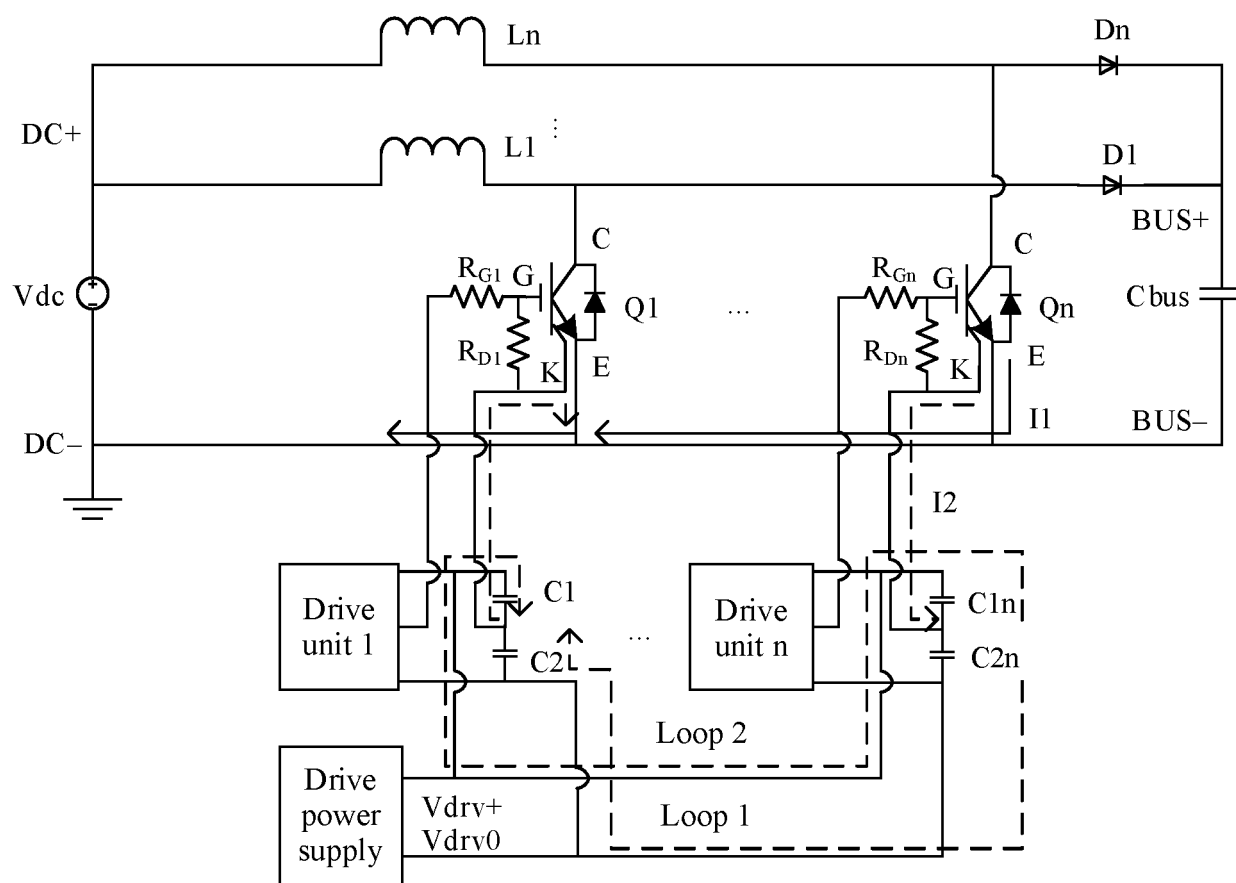 Ln
Dn
DC+
⋮
L1
D1
BUS+
C
C
RG1
G
RGn
G
Vdc
Q1
...
Qn
Cbus
RD1
K
E
RDn
K
E
I1
DC−
BUS−
I2
Drive
unit 1
C1
C2
...
Drive
unit n
C1n
C2n
Loop 2
Drive
power
supply
Vdrv+
Vdrv0
Loop 1